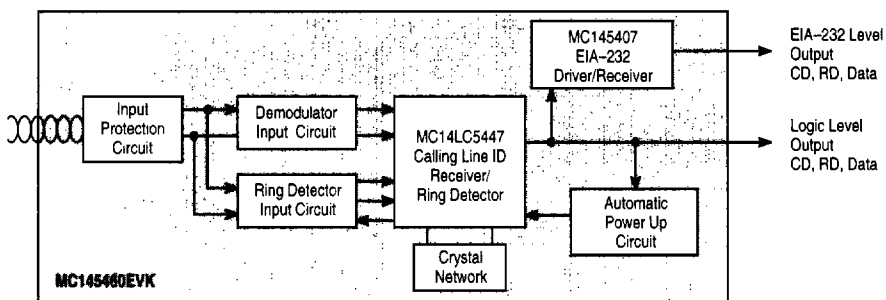 MC145407
EIA-232
Driver/Receiver
EIA-232 Level
Output
CD, RD, Data
Input
Protection
Circuit
Demodulator
Input Circuit
MC14LC5447
Calling Line ID
Receiver/
Ring Detector
Logic Level
Output
CD, RD, Data
Ring Detector
Input Circuit
Automatic
Power Up
Circuit
Crystal
Network
MC145460EVK